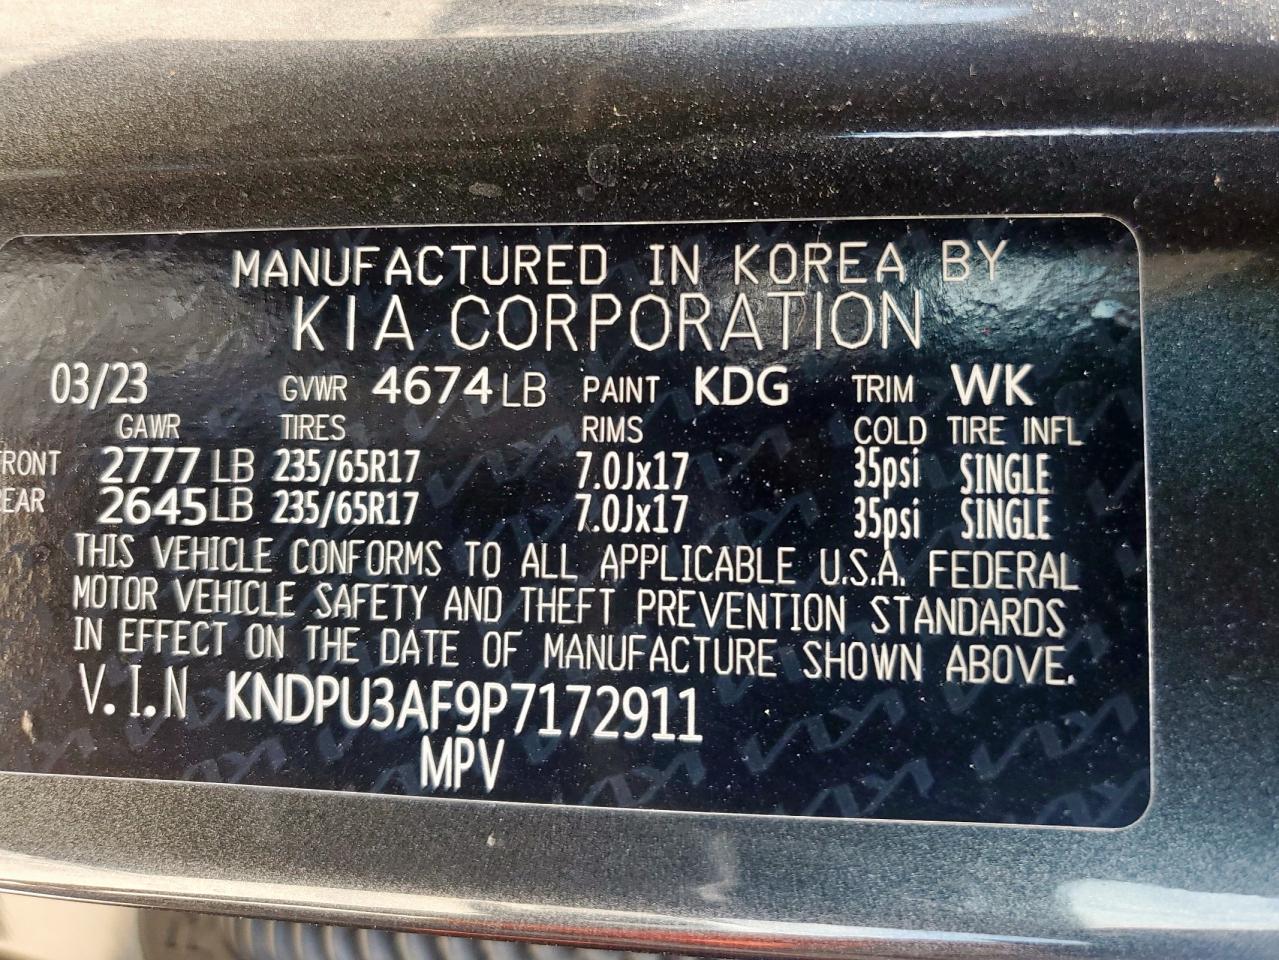 MANUFACTURED IN KOREA BY
KIA CORPORATION
03/23 GVWR 4674 LB PAINT KDG TRIM WK
GAWR TIRES RIMS COLD TIRE INFL
RONT 2777 LB 235/65R17 7.0Jx17 35psi SINGLE
EAR 2645 LB 235/65R17 7.0Jx17 35psi SINGLE
THIS VEHICLE CONFORMS TO ALL APPLICABLE U.S.A. FEDERAL
MOTOR VEHICLE SAFETY AND THEFT PREVENTION STANDARDS
IN EFFECT ON THE DATE OF MANUFACTURE SHOWN ABOVE.
V.I.N KNDPU3AF9P7172911
MPV